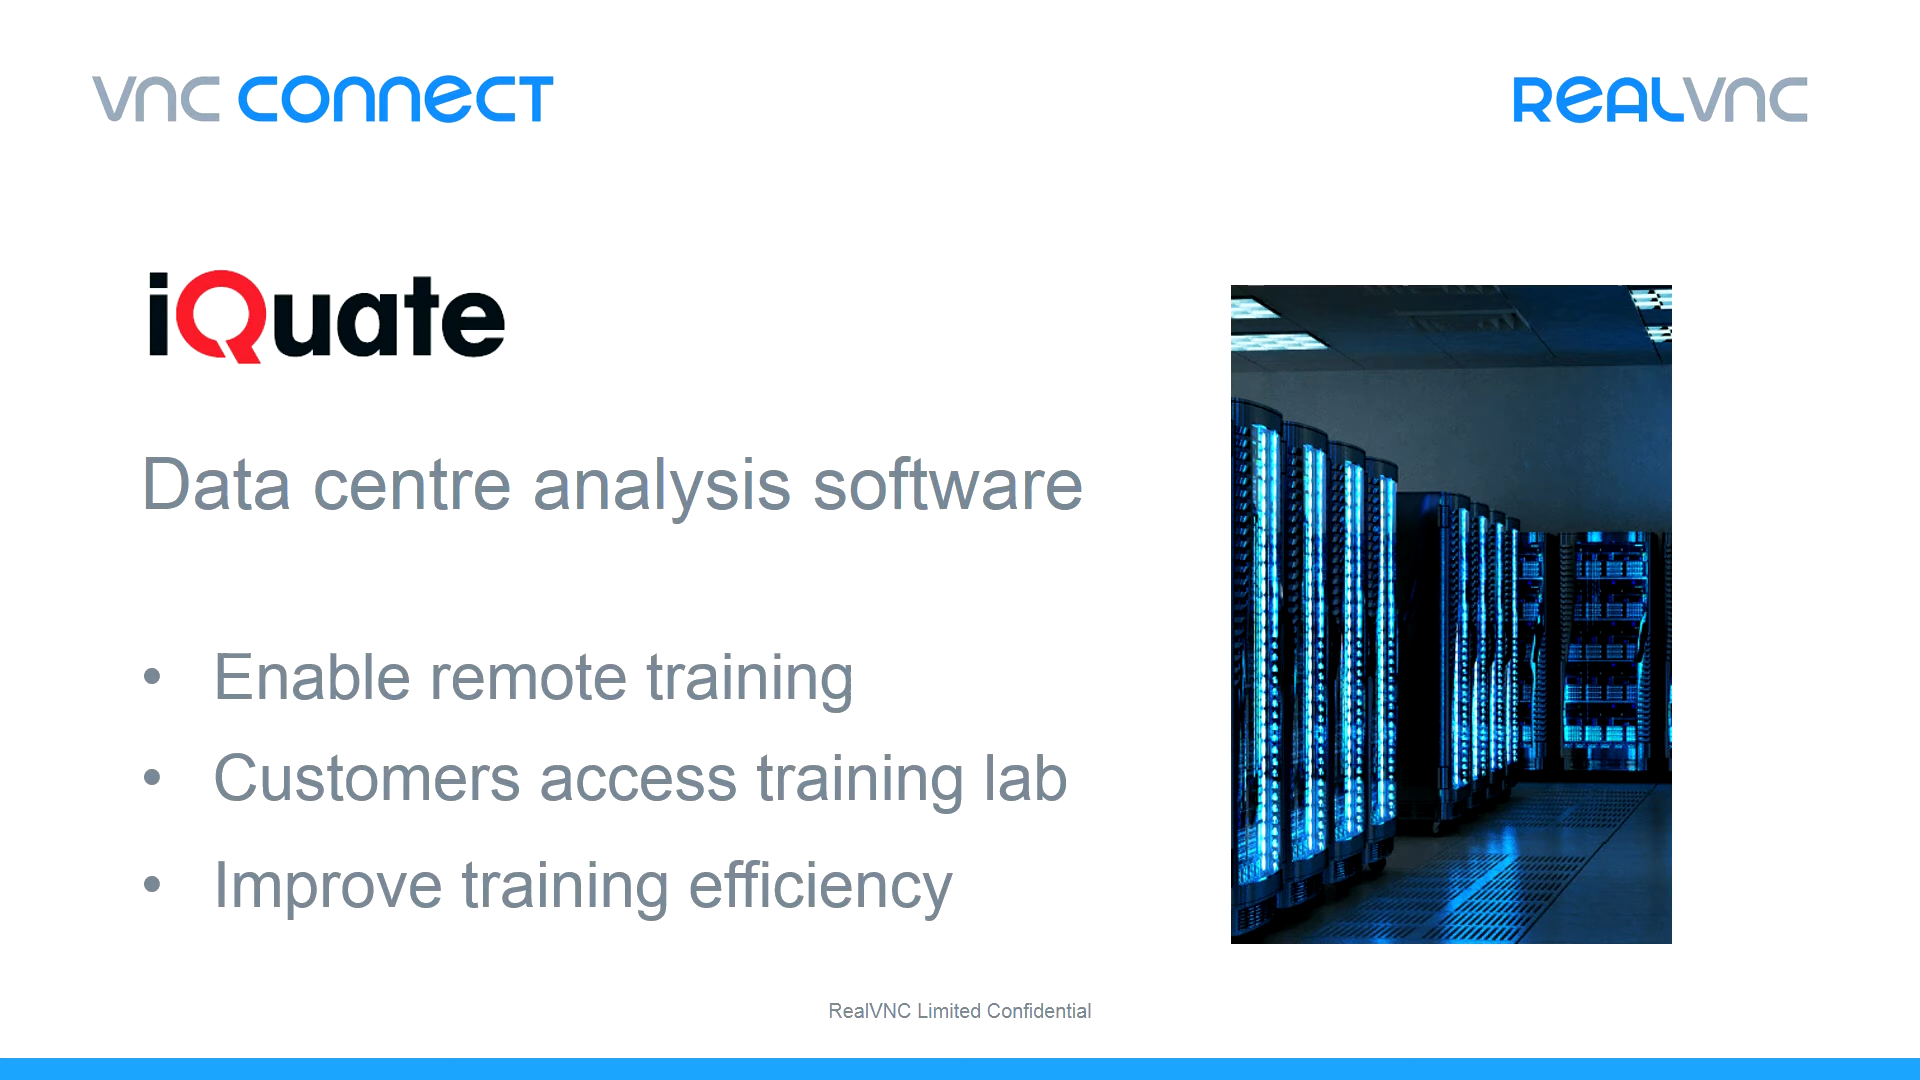 VNC CONNECT
REALVNC
iQuate
Data centre analysis software
• Enable remote training
• Customers access training lab
• Improve training efficiency
RealVNC Limited Confidential